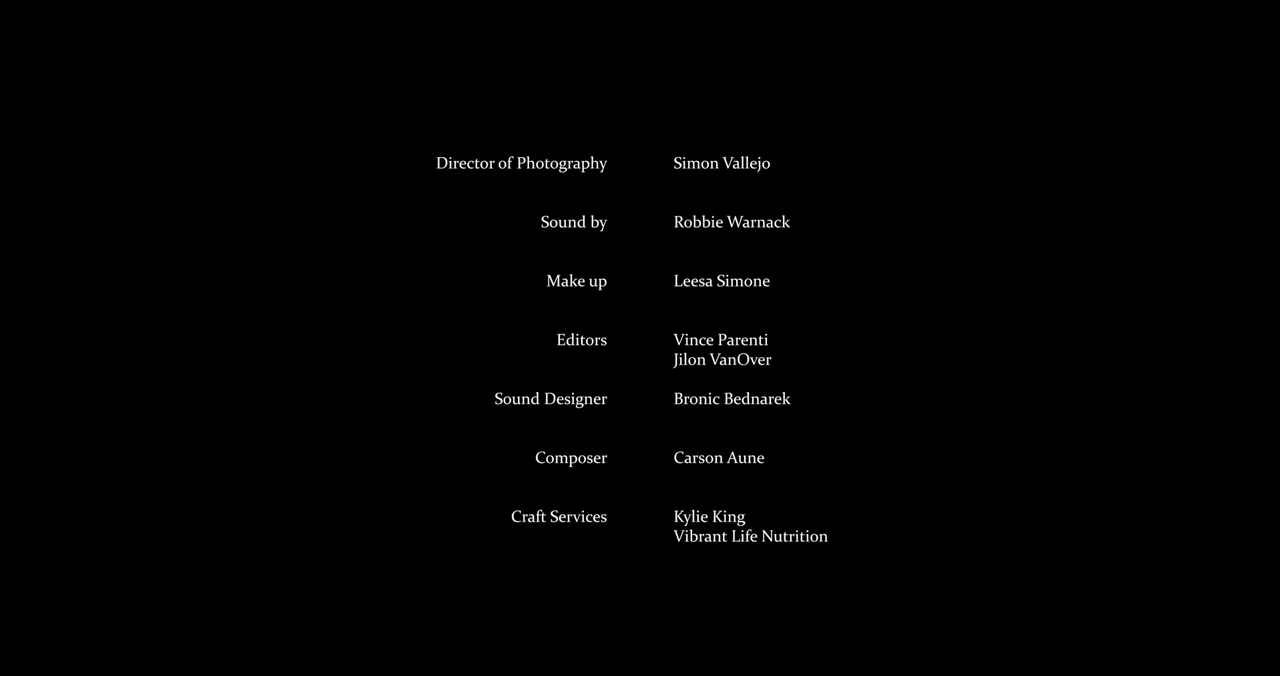 Director of Photography Simon Vallejo
Sound by Robbie Warnack
Make up Leesa Simone
Editors Vince Parenti
Jilon VanOver
Sound Designer Bronic Bednarek
Composer Carson Aune
Craft Services Kylie King
Vibrant Life Nutrition